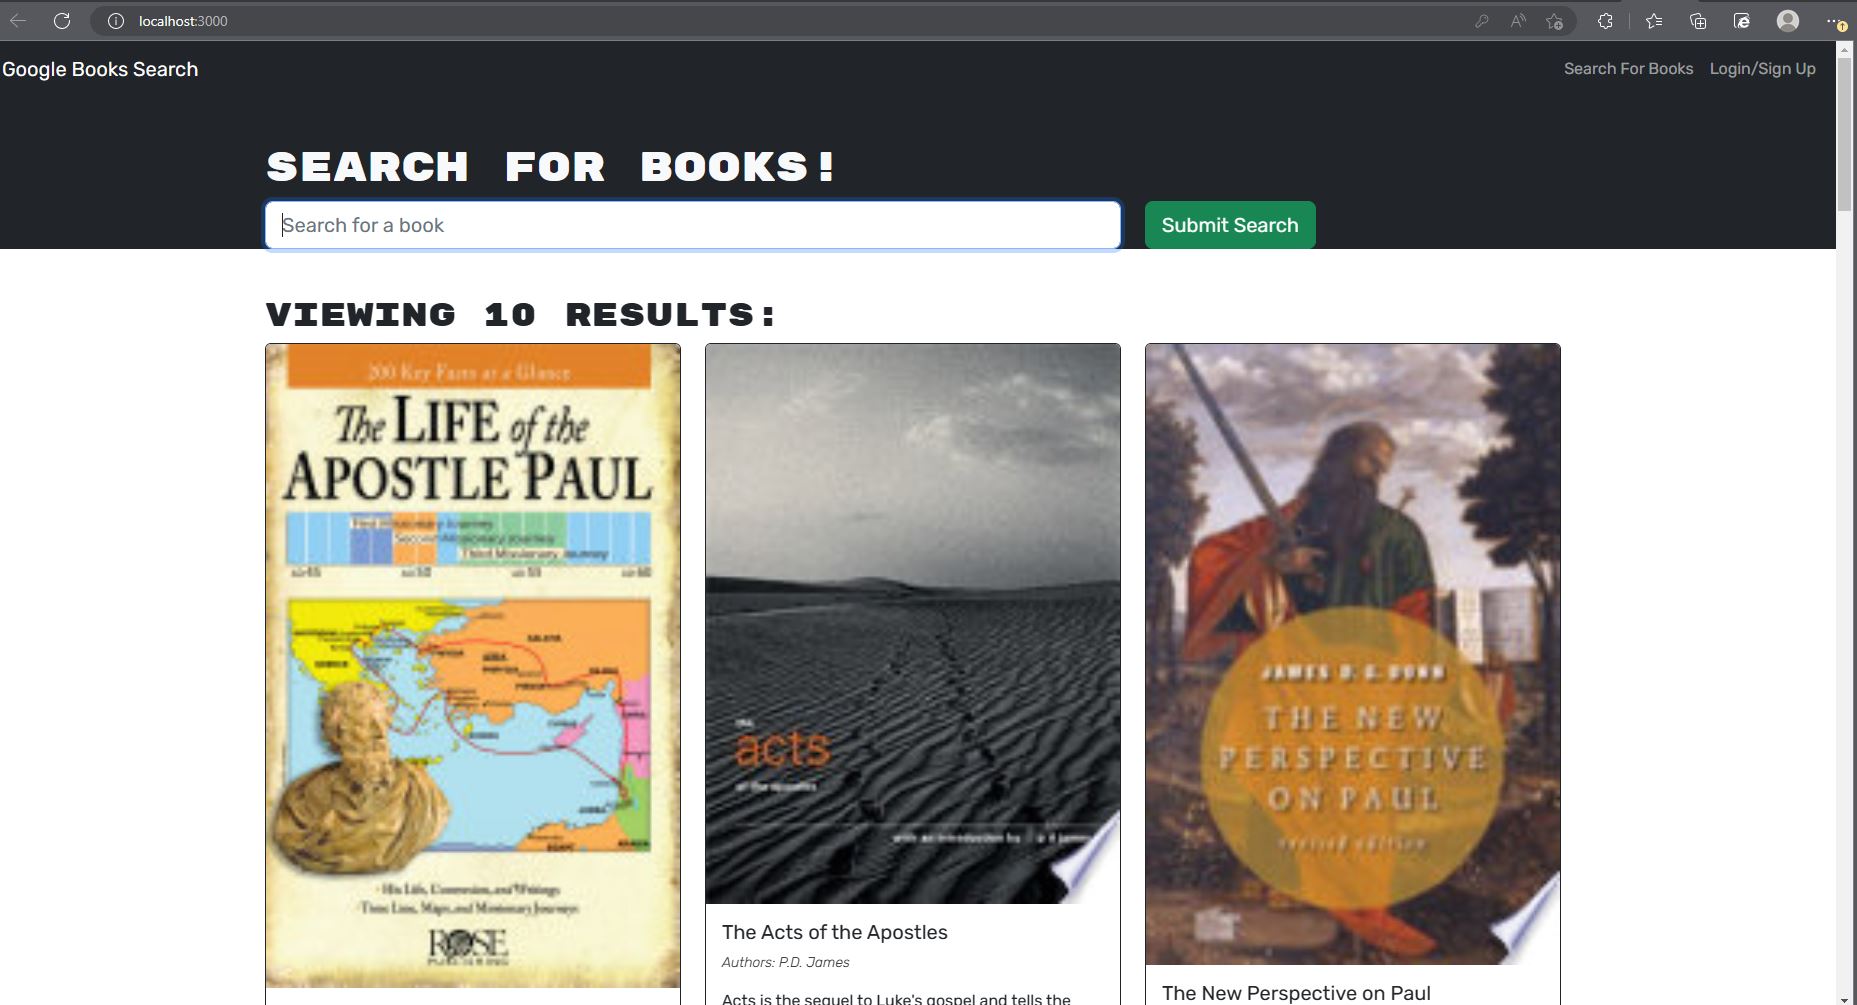 localhost:3000
Google Books Search
Search For Books
Login/Sign Up
SEARCH FOR BOOKS!
Search for a book
Submit Search
VIEWING 10 RESULTS:
200 Key Facts at a Glance
The LIFE of the
APOSTLE PAUL
First Missionary Journey
Second Missionary Journey
Third Missionary Journey
His Life, Conversion, and Writings
Time Line, Maps, and Missionary Journeys
ROSE
PUBLISHING
the
acts
of the apostles
with an introduction by p d james
The Acts of the Apostles
Authors: P.D. James
Acts is the sequel to Luke's gospel and tells the
JAMES D. G. DUNN
THE NEW
PERSPECTIVE
ON PAUL
revised edition
The New Perspective on Paul